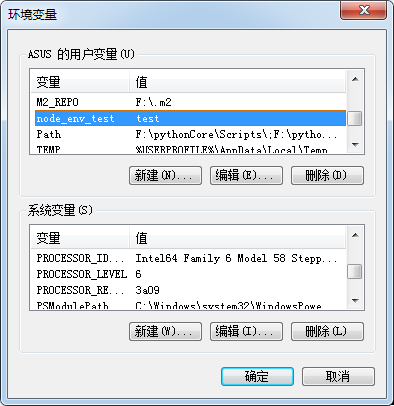 环境变量
ASUS 的用户变量(U)
变量 值
M2_REPO F:\.m2
node_env_test test
Path F:\pythonCore\Scripts\;F:\pytho...
TEMP %USERPROFILE%\AppData\Local\Temp
新建(N)... 编辑(E)... 删除(D)
系统变量(S)
变量 值
PROCESSOR_ID... Intel64 Family 6 Model 58 Stepp...
PROCESSOR_LEVEL 6
PROCESSOR_RE... 3a09
PSModulePath C:\Windows\system32\WindowsPowe...
新建(W)... 编辑(I)... 删除(L)
确定 取消